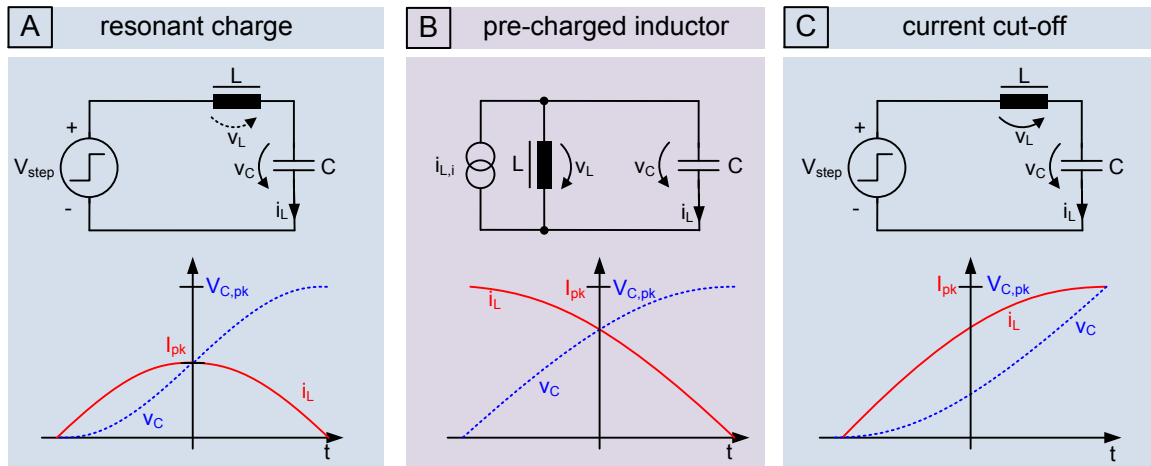 A resonant charge
L
+
v_L
V_step
v_C
C
-
i_L
V_C,pk
I_pk
i_L
v_C
t
B pre-charged inductor
i_L,i
L
v_L
v_C
C
i_L
I_pk V_C,pk
i_L
v_C
t
C current cut-off
L
+
v_L
V_step
v_C
C
-
i_L
I_pk V_C,pk
i_L
v_C
t